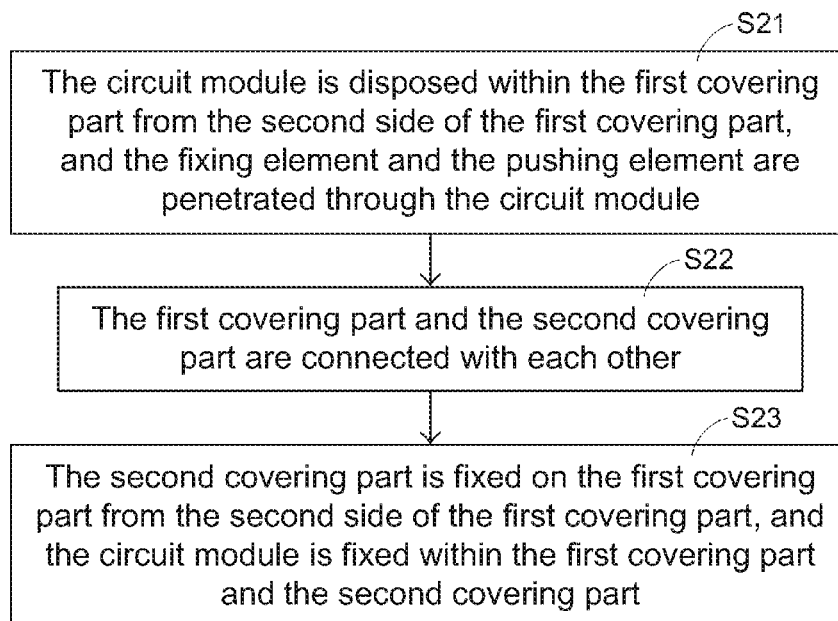 S21
The circuit module is disposed within the first covering
part from the second side of the first covering part,
and the fixing element and the pushing element are
penetrated through the circuit module
S22
The first covering part and the second covering
part are connected with each other
S23
The second covering part is fixed on the first covering
part from the second side of the first covering part, and
the circuit module is fixed within the first covering part
and the second covering part